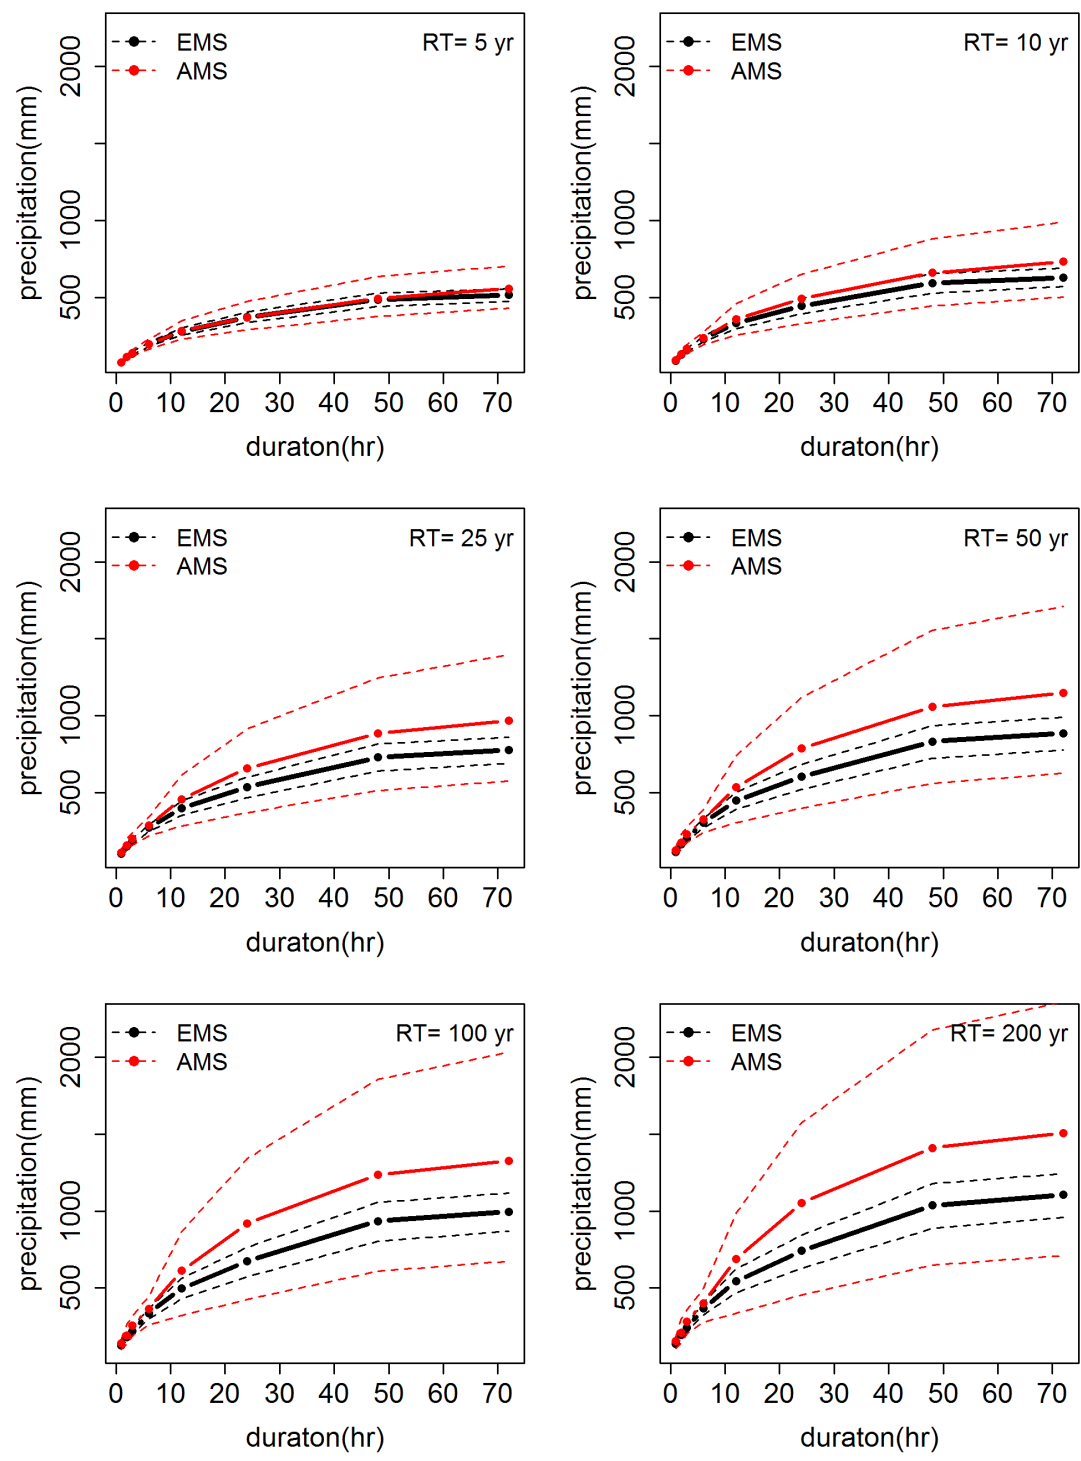 EMS
AMS
RT= 5 yr
precipitation(mm)
500
1000
2000
0 10 20 30 40 50 60 70
duraton(hr)
EMS
AMS
RT= 10 yr
precipitation(mm)
500
1000
2000
0 10 20 30 40 50 60 70
duraton(hr)
EMS
AMS
RT= 25 yr
precipitation(mm)
500
1000
2000
0 10 20 30 40 50 60 70
duraton(hr)
EMS
AMS
RT= 50 yr
precipitation(mm)
500
1000
2000
0 10 20 30 40 50 60 70
duraton(hr)
EMS
AMS
RT= 100 yr
precipitation(mm)
500
1000
2000
0 10 20 30 40 50 60 70
duraton(hr)
EMS
AMS
RT= 200 yr
precipitation(mm)
500
1000
2000
0 10 20 30 40 50 60 70
duraton(hr)